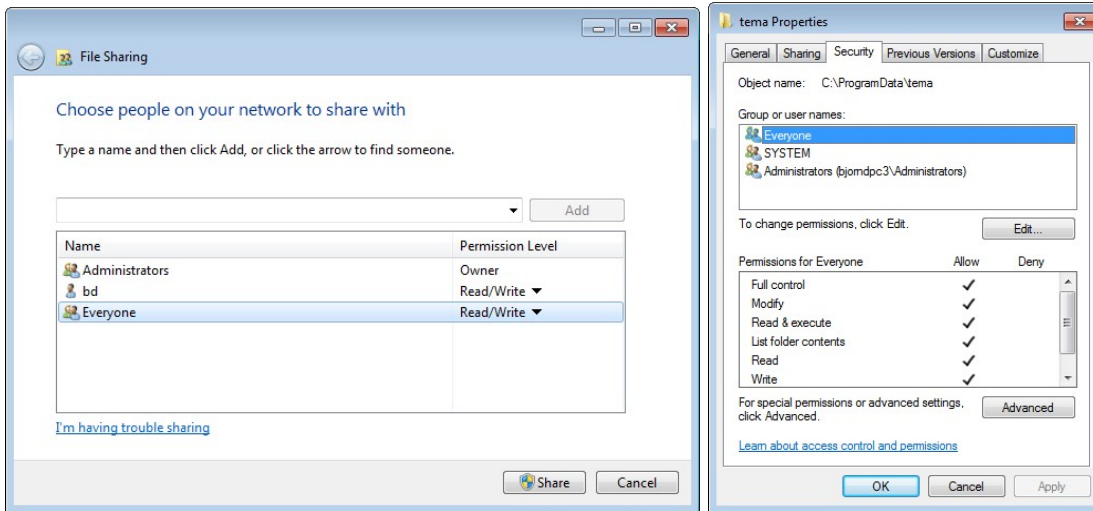 File Sharing
Choose people on your network to share with
Type a name and then click Add, or click the arrow to find someone.
Add
Name Permission Level
Administrators Owner
bd Read/Write
Everyone Read/Write
I'm having trouble sharing
Share Cancel
tema Properties
General Sharing Security Previous Versions Customize
Object name: C:\ProgramData\tema
Group or user names:
Everyone
SYSTEM
Administrators (bjorndpc3\Administrators)
To change permissions, click Edit.
Edit...
Permissions for Everyone Allow Deny
Full control
Modify
Read & execute
List folder contents
Read
Write
For special permissions or advanced settings,
click Advanced.
Advanced
Learn about access control and permissions
OK Cancel Apply